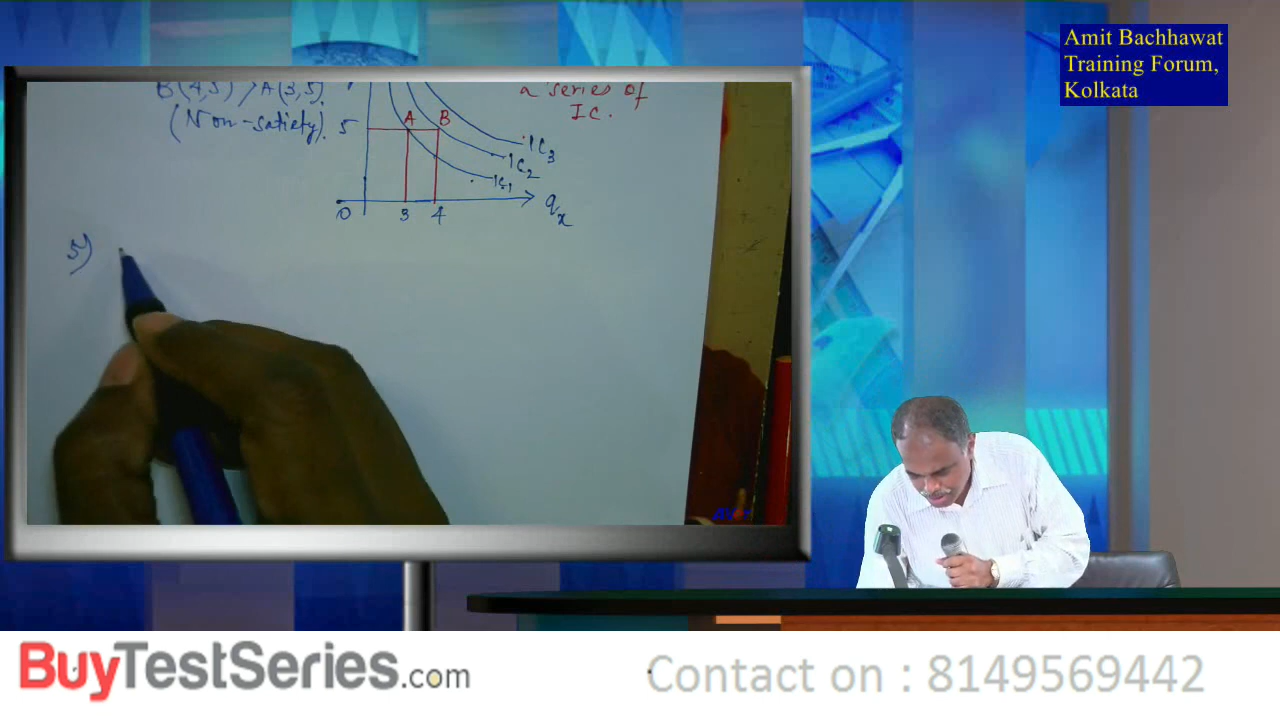 Amit Bachhawat
Training Forum,
Kolkata
B(4,5) > A(3,5).
(Non-satiety).
5
A
B
a series of
Ic.
Ic3
Ic2
Ic1
0
3
4
qx
5)
BuyTestSeries.com
Contact on : 8149569442